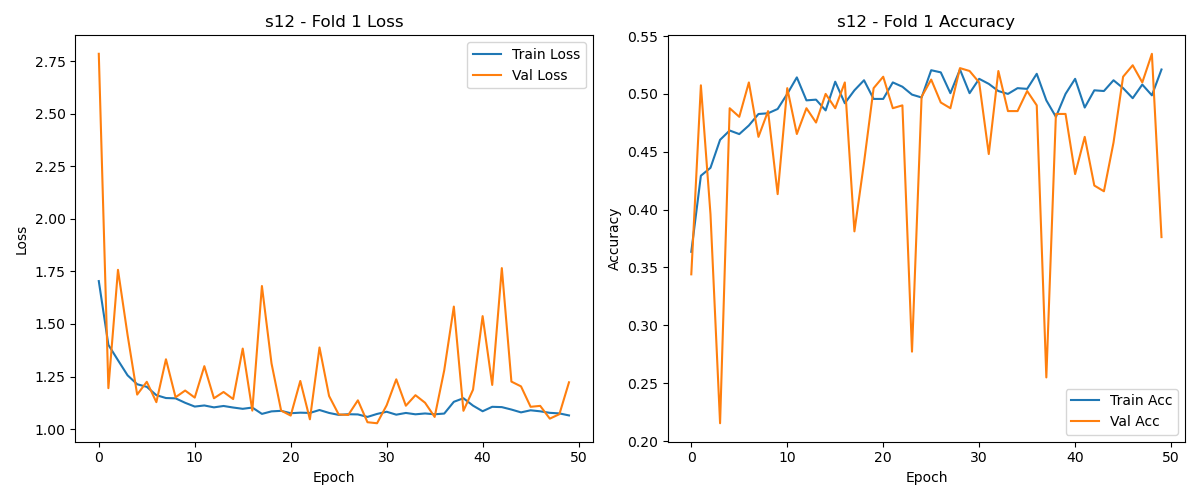 s12 - Fold 1 Loss
Train Loss
Val Loss
2.75
2.50
2.25
2.00
1.75
1.50
1.25
1.00
Loss
0
10
20
30
40
50
Epoch
s12 - Fold 1 Accuracy
0.55
0.50
0.45
0.40
0.35
0.30
0.25
0.20
Accuracy
Train Acc
Val Acc
0
10
20
30
40
50
Epoch